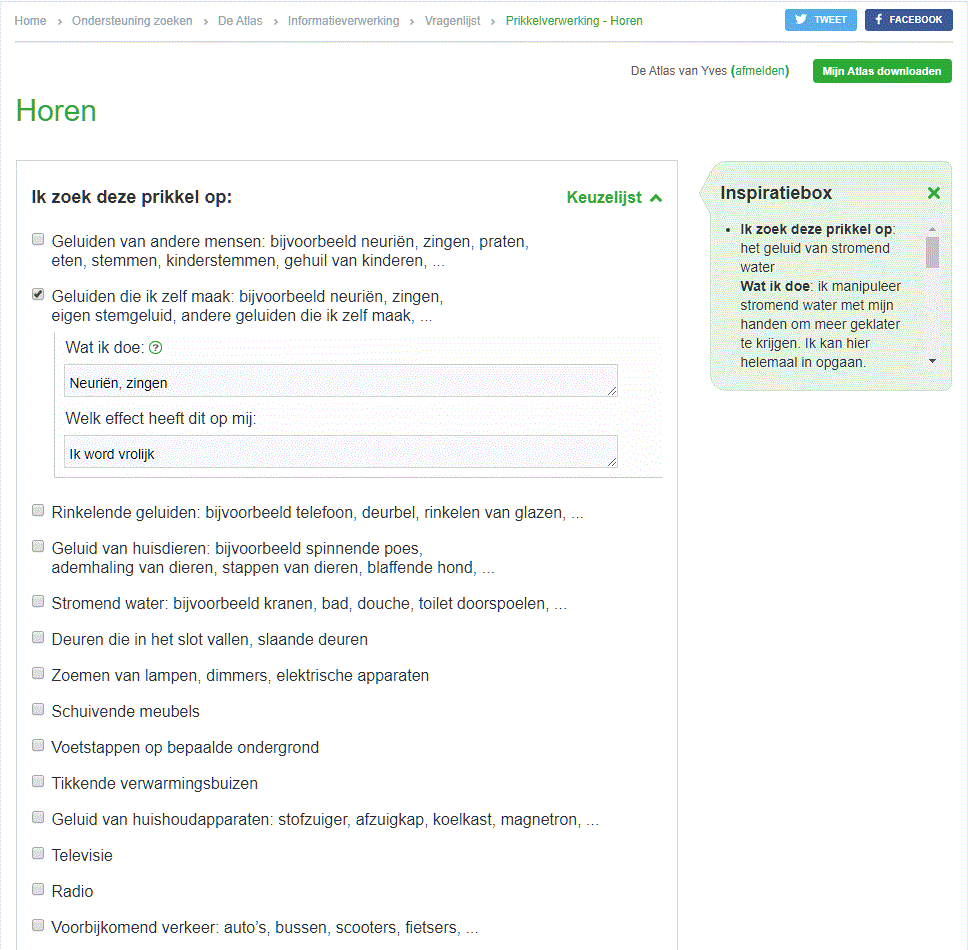 Home > Ondersteuning zoeken > De Atlas > Informatieverwerking > Vragenlijst > Prikkelverwerking - Horen
TWEET
FACEBOOK
De Atlas van Yves (afmelden)
Mijn Atlas downloaden
Horen
Ik zoek deze prikkel op:
Keuzelijst
Geluiden van andere mensen: bijvoorbeeld neuriën, zingen, praten,
eten, stemmen, kinderstemmen, gehuil van kinderen, ...
Geluiden die ik zelf maak: bijvoorbeeld neuriën, zingen,
eigen stemgeluid, andere geluiden die ik zelf maak, ...
Wat ik doe: ?
Neuriën, zingen
Welk effect heeft dit op mij:
Ik word vrolijk
Rinkelende geluiden: bijvoorbeeld telefoon, deurbel, rinkelen van glazen, ...
Geluid van huisdieren: bijvoorbeeld spinnende poes,
ademhaling van dieren, stappen van dieren, blaffende hond, ...
Stromend water: bijvoorbeeld kranen, bad, douche, toilet doorspoelen, ...
Deuren die in het slot vallen, slaande deuren
Zoemen van lampen, dimmers, elektrische apparaten
Schuivende meubels
Voetstappen op bepaalde ondergrond
Tikkende verwarmingsbuizen
Geluid van huishoudapparaten: stofzuiger, afzuigkap, koelkast, magnetron, ...
Televisie
Radio
Voorbijkomend verkeer: auto's, bussen, scooters, fietsers, ...
Inspiratiebox
• Ik zoek deze prikkel op:
het geluid van stromend
water
Wat ik doe: ik manipuleer
stromend water met mijn
handen om meer geklater
te krijgen. Ik kan hier
helemaal in opgaan.